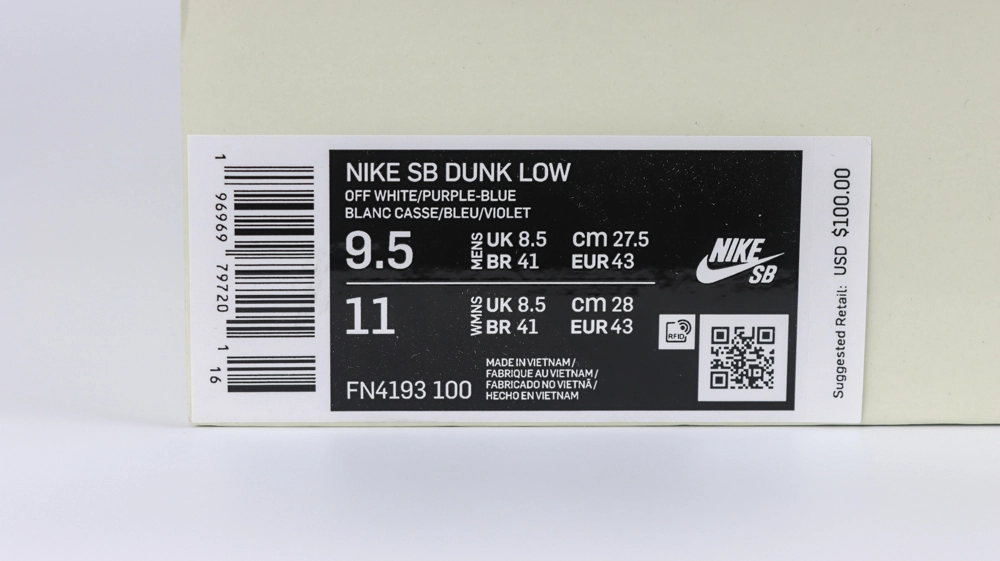 1
96969 79720
1
16
NIKE SB DUNK LOW
OFF WHITE/PURPLE-BLUE
BLANC CASSE/BLEU/VIOLET
9.5
MENS
UK 8.5 cm 27.5
BR 41 EUR 43
11
WMNS
UK 8.5 cm 28
BR 41 EUR 43
FN4193 100
MADE IN VIETNAM /
FABRIQUE AU VIETNAM /
FABRICADO NO VIETNÃ /
HECHO EN VIETNAM
NIKE
SB
RFID
Suggested Retail: USD $100.00